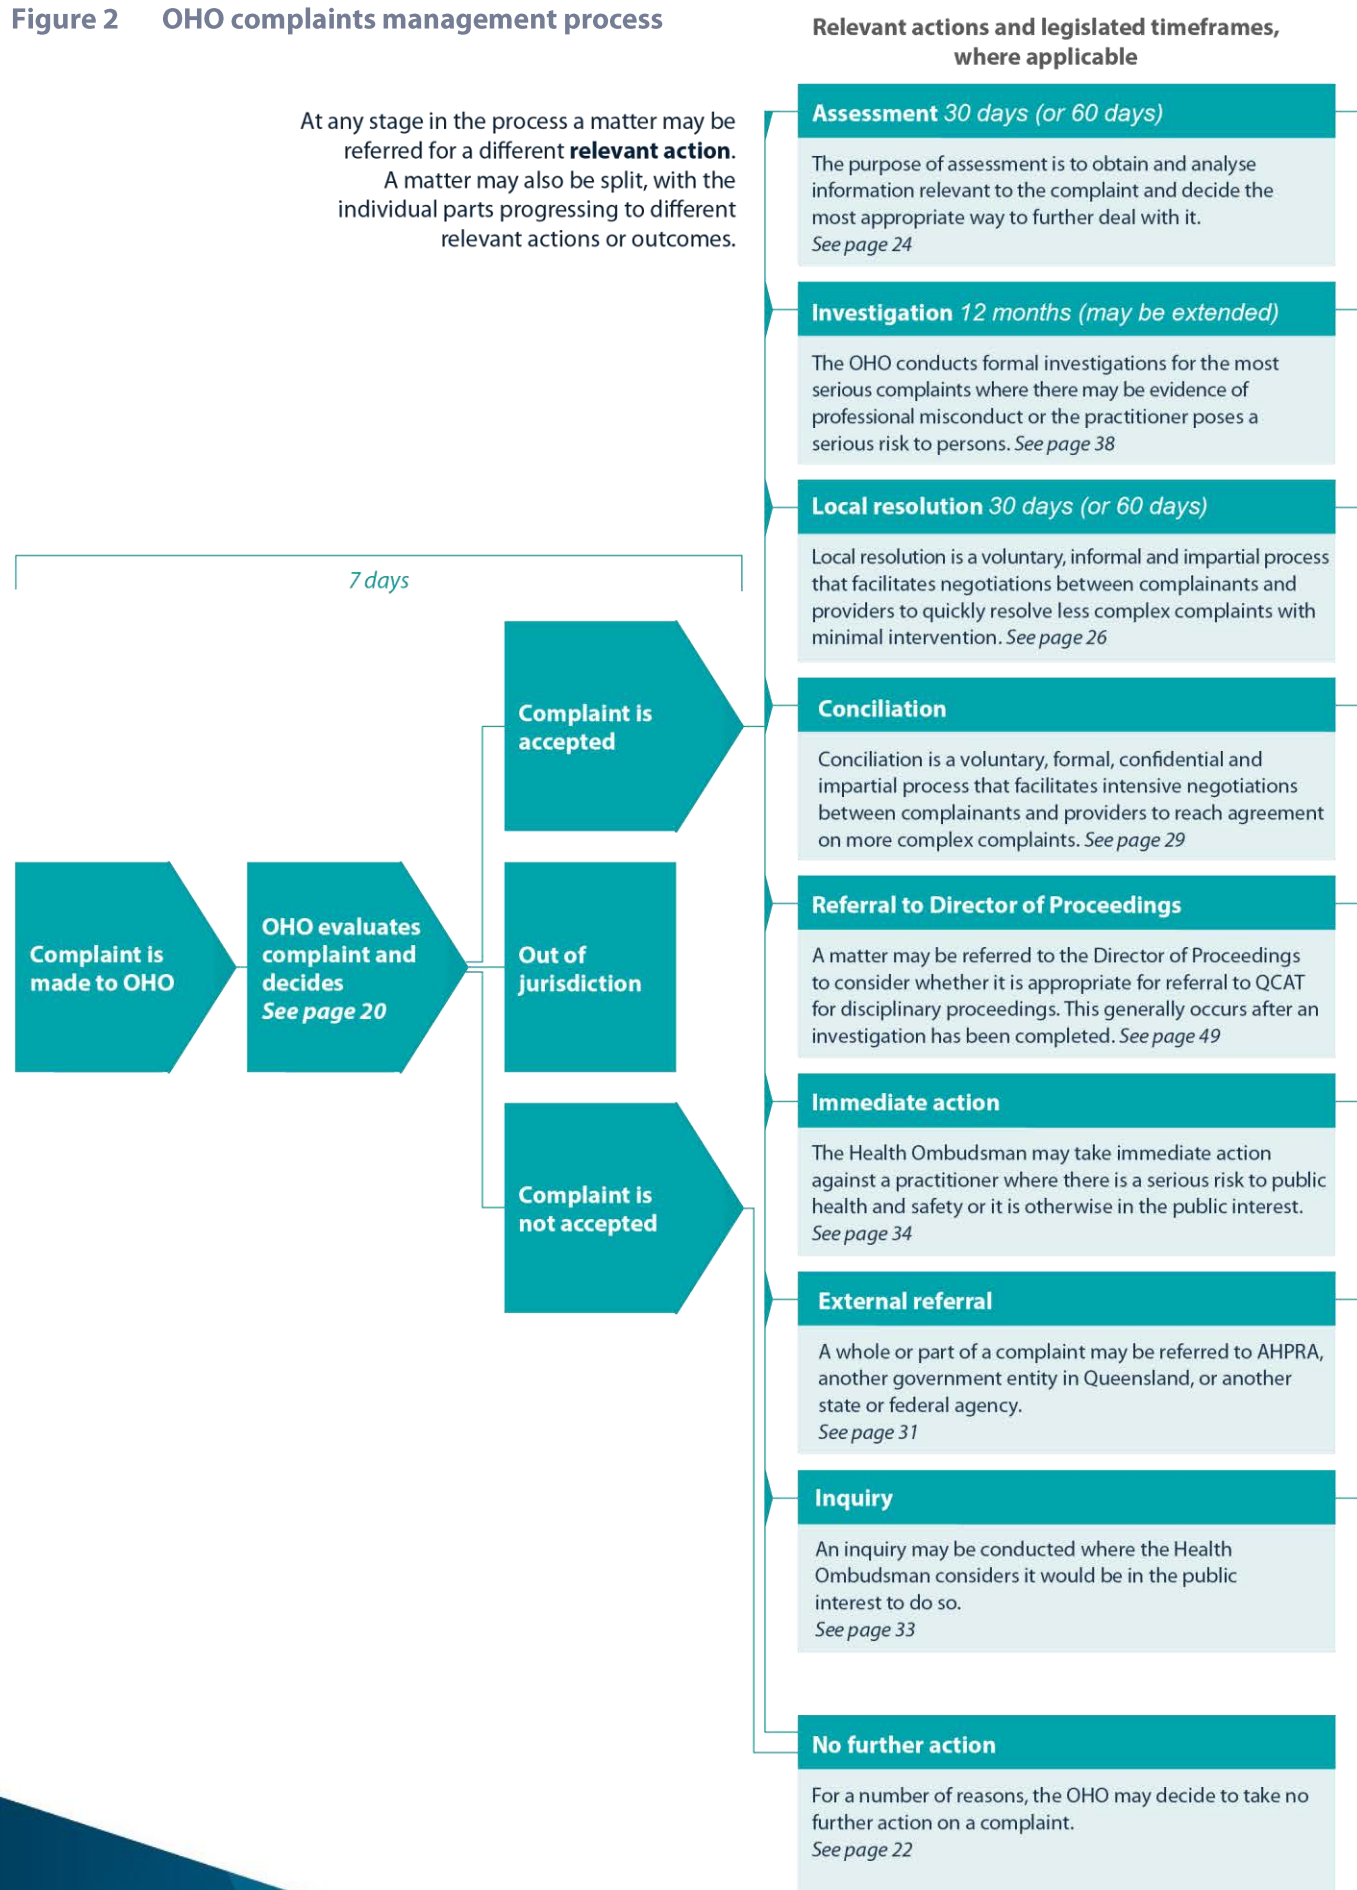 Figure 2 OHO complaints management process
Relevant actions and legislated timeframes,
where applicable
At any stage in the process a matter may be
referred for a different relevant action.
A matter may also be split, with the
individual parts progressing to different
relevant actions or outcomes.
7 days
Complaint is
made to OHO
OHO evaluates
complaint and
decides
See page 20
Complaint is
accepted
Out of
jurisdiction
Complaint is
not accepted
Assessment 30 days (or 60 days)
The purpose of assessment is to obtain and analyse
information relevant to the complaint and decide the
most appropriate way to further deal with it.
See page 24
Investigation 12 months (may be extended)
The OHO conducts formal investigations for the most
serious complaints where there may be evidence of
professional misconduct or the practitioner poses a
serious risk to persons. See page 38
Local resolution 30 days (or 60 days)
Local resolution is a voluntary, informal and impartial process
that facilitates negotiations between complainants and
providers to quickly resolve less complex complaints with
minimal intervention. See page 26
Conciliation
Conciliation is a voluntary, formal, confidential and
impartial process that facilitates intensive negotiations
between complainants and providers to reach agreement
on more complex complaints. See page 29
Referral to Director of Proceedings
A matter may be referred to the Director of Proceedings
to consider whether it is appropriate for referral to QCAT
for disciplinary proceedings. This generally occurs after an
investigation has been completed. See page 49
Immediate action
The Health Ombudsman may take immediate action
against a practitioner where there is a serious risk to public
health and safety or it is otherwise in the public interest.
See page 34
External referral
A whole or part of a complaint may be referred to AHPRA,
another government entity in Queensland, or another
state or federal agency.
See page 31
Inquiry
An inquiry may be conducted where the Health
Ombudsman considers it would be in the public
interest to do so.
See page 33
No further action
For a number of reasons, the OHO may decide to take no
further action on a complaint.
See page 22